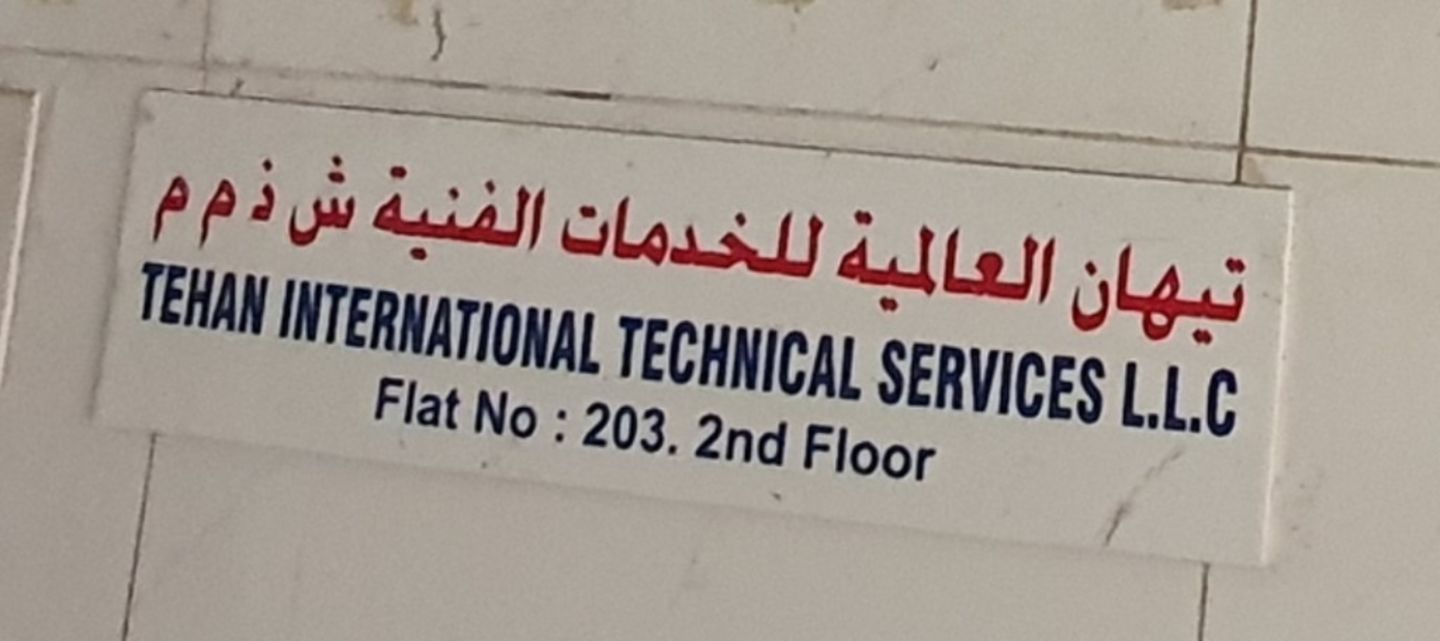 تيهان العالمية للخدمات الفنية ش ذ م م
TEHAN INTERNATIONAL TECHNICAL SERVICES L.L.C
Flat No : 203. 2nd Floor